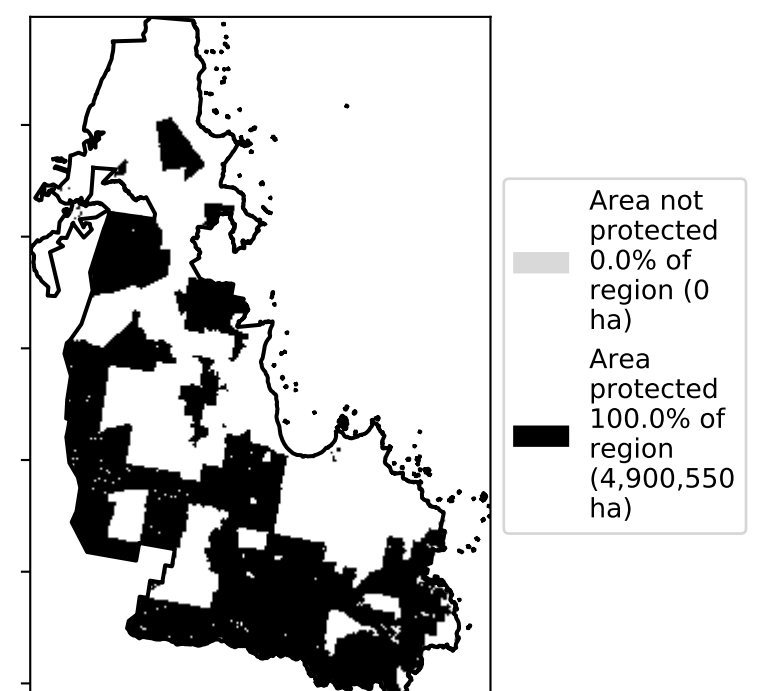 Area not
protected
0.0% of
region (0
ha)
Area
protected
100.0% of
region
(4,900,550
ha)